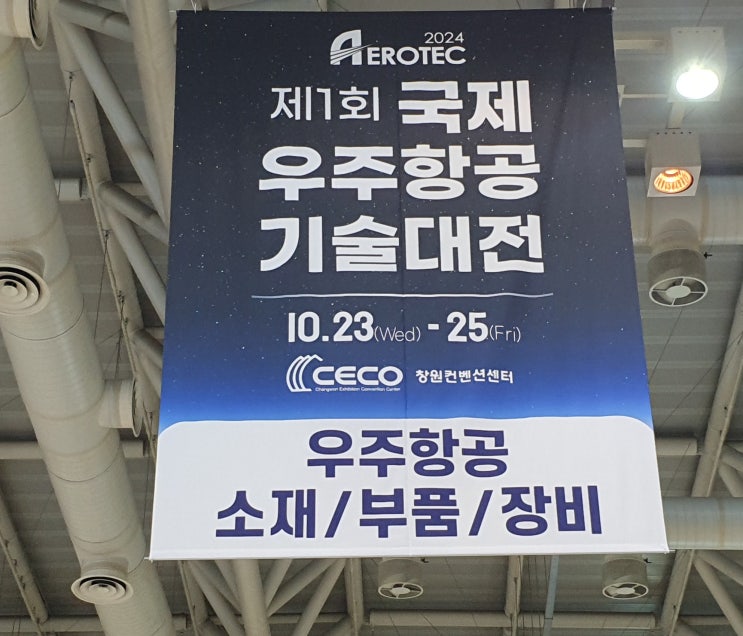 2024
AEROTEC
제1회 국제
우주항공
기술대전
10.23(Wed) - 25(Fri)
CECO 창원컨벤션센터
Changwon Exhibition Convention Center
우주항공
소재/부품/장비